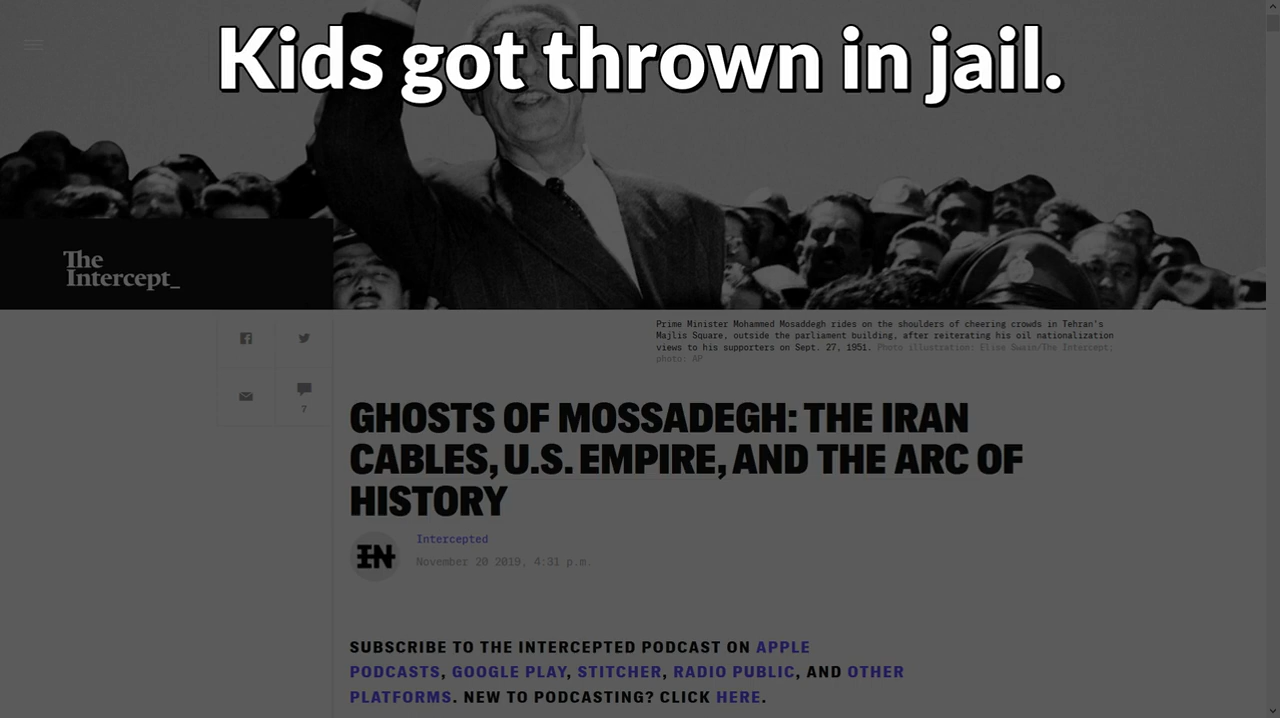 Kids got thrown in jail.
The
Intercept_
Prime Minister Mohammed Mosaddegh rides on the shoulders of cheering crowds in Tehran's
Majlis Square, outside the parliament building, after reiterating his oil nationalization
views to his supporters on Sept. 27, 1951. Photo illustration: Elise Swain/The Intercept;
photo: AP
7
GHOSTS OF MOSSADEGH: THE IRAN
CABLES, U.S. EMPIRE, AND THE ARC OF
HISTORY
IN
Intercepted
November 20 2019, 4:31 p.m.
SUBSCRIBE TO THE INTERCEPTED PODCAST ON APPLE
PODCASTS, GOOGLE PLAY, STITCHER, RADIO PUBLIC, AND OTHER
PLATFORMS. NEW TO PODCASTING? CLICK HERE.